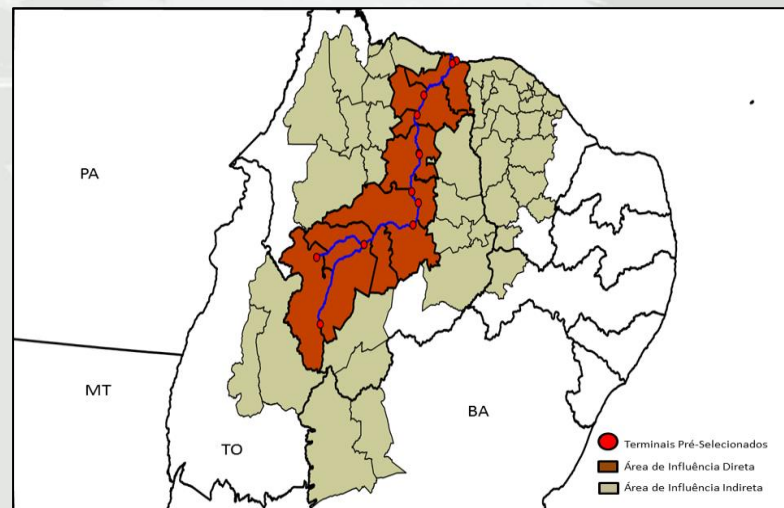 PA
MT
TO
BA
Terminais Pré-Selecionados
Área de Influência Direta
Área de Influência Indireta